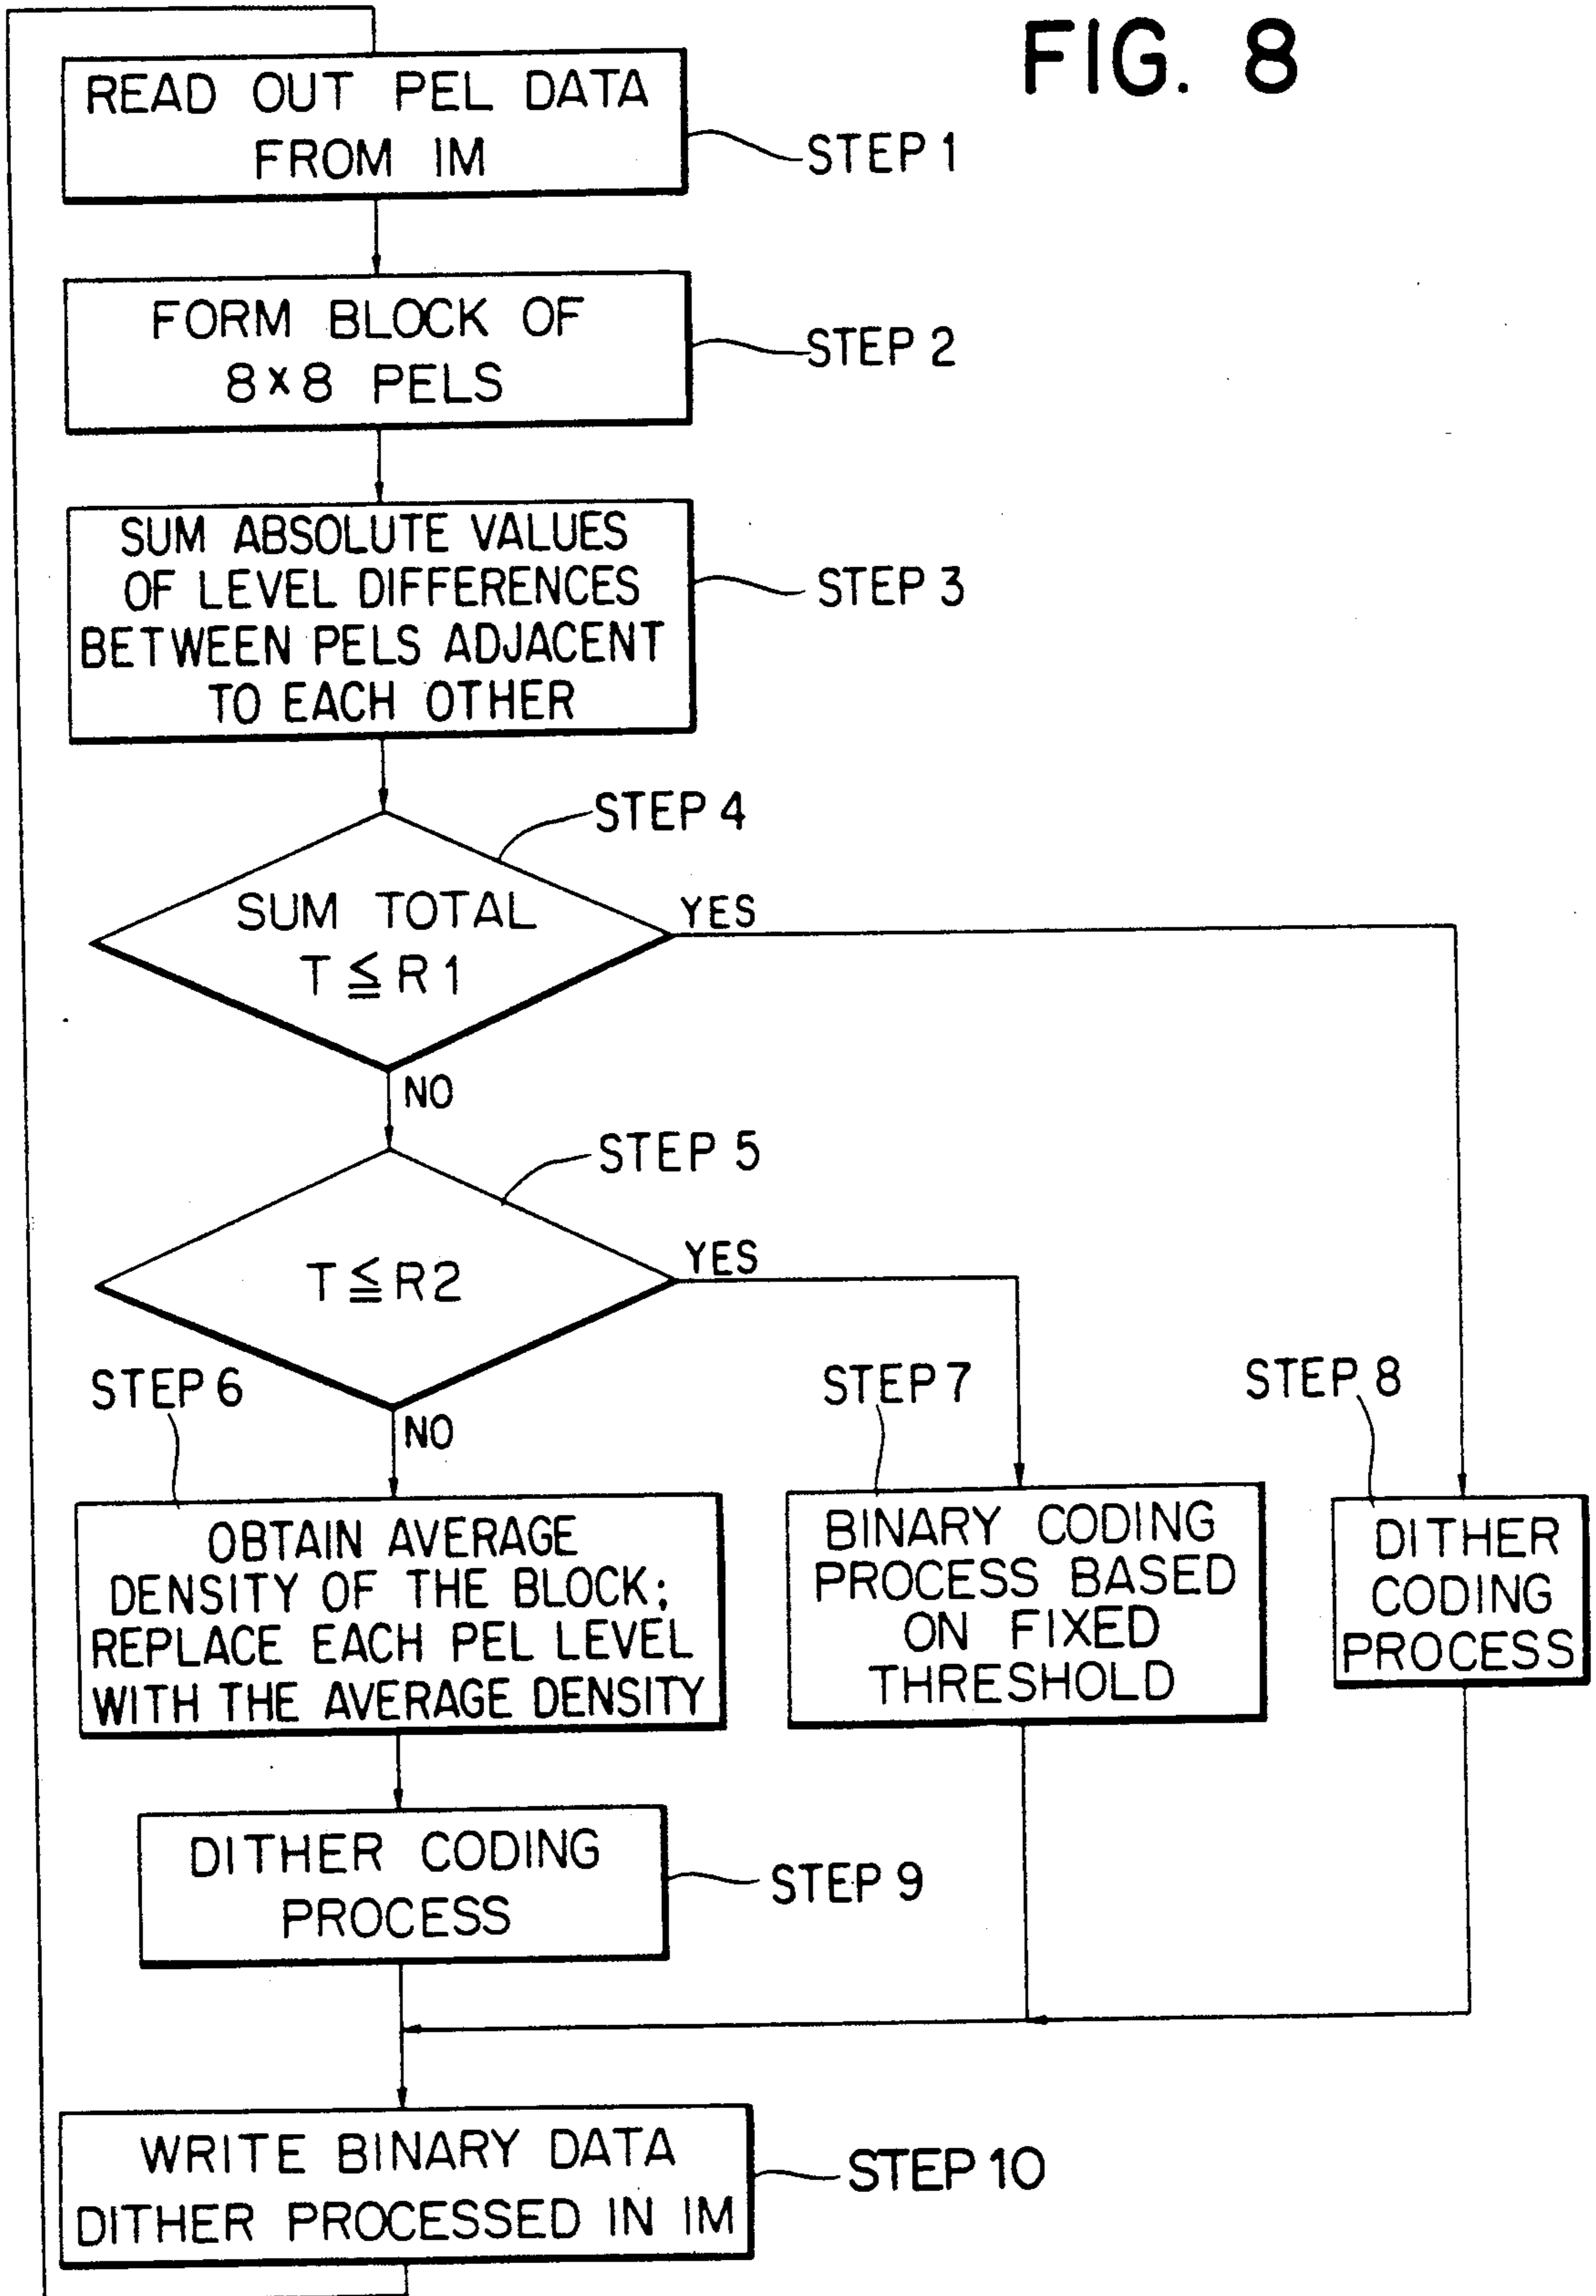 FIG. 8
READ OUT PEL DATA
FROM IM
STEP 1
FORM BLOCK OF
8×8 PELS
STEP 2
SUM ABSOLUTE VALUES
OF LEVEL DIFFERENCES
BETWEEN PELS ADJACENT
TO EACH OTHER
STEP 3
STEP 4
SUM TOTAL
T ≦ R1
YES
NO
STEP 5
T ≦ R2
YES
NO
STEP 6
OBTAIN AVERAGE
DENSITY OF THE BLOCK;
REPLACE EACH PEL LEVEL
WITH THE AVERAGE DENSITY
STEP 7
BINARY CODING
PROCESS BASED
ON FIXED
THRESHOLD
STEP 8
DITHER
CODING
PROCESS
DITHER CODING
PROCESS
STEP 9
WRITE BINARY DATA
DITHER PROCESSED IN IM
STEP 10